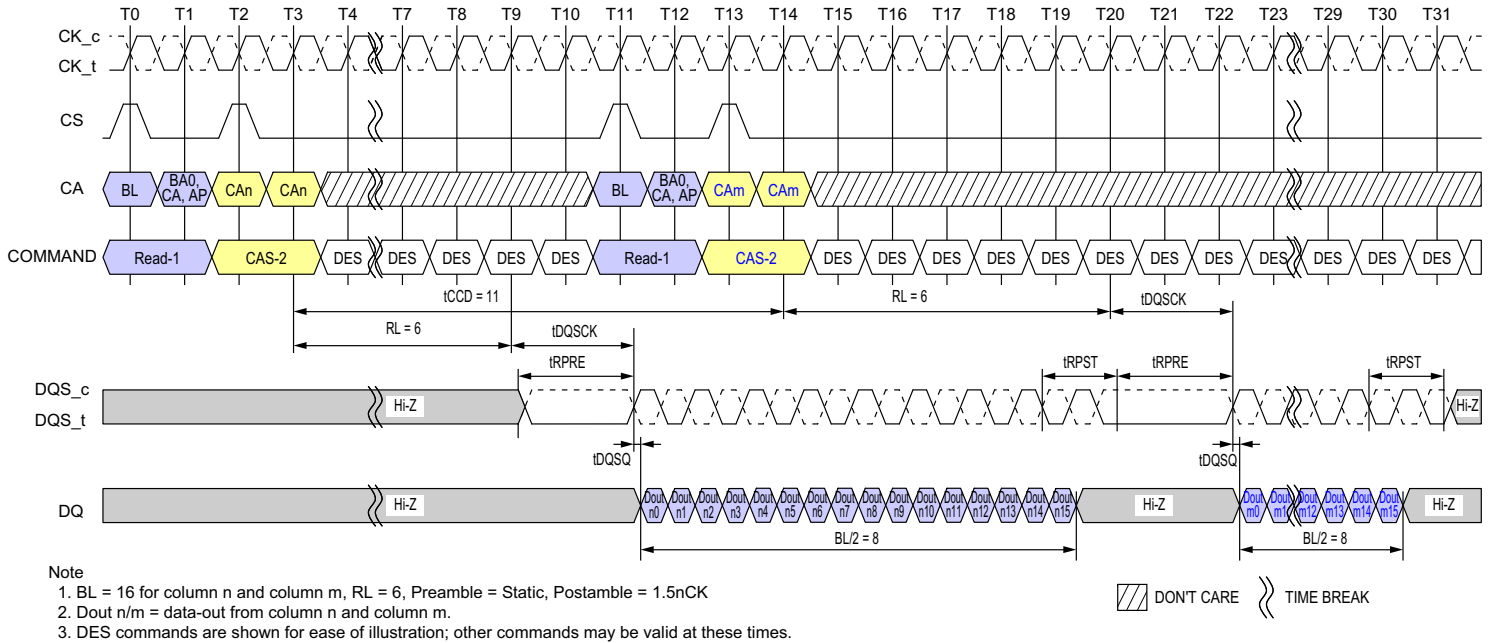 T0 T1 T2 T3 T4 T7 T8 T9 T10 T11 T12 T13 T14 T15 T16 T17 T18 T19 T20 T21 T22 T23 T29 T30 T31
CK_c
CK_t
CS
CA BL BA0, CA, AP CAn CAn BL BA0, CA, AP CAm CAm
COMMAND Read-1 CAS-2 DES DES DES DES DES Read-1 CAS-2 DES DES DES DES DES DES DES DES DES DES DES DES
tCCD = 11 RL = 6 tDQSCK
RL = 6 tDQSCK
tRPRE tRPST tRPRE tRPST
DQS_c
DQS_t
Hi-Z Hi-Z
tDQSQ tDQSQ
DQ Hi-Z Dout n0 Dout n1 Dout n2 Dout n3 Dout n4 Dout n5 Dout n6 Dout n7 Dout n8 Dout n9 Dout n10 Dout n11 Dout n12 Dout n13 Dout n14 Dout n15 Hi-Z Dout m0 Dout m1 Dout m12 Dout m13 Dout m14 Dout m15 Hi-Z
BL/2 = 8 BL/2 = 8
Note
1. BL = 16 for column n and column m, RL = 6, Preamble = Static, Postamble = 1.5nCK
2. Dout n/m = data-out from column n and column m.
3. DES commands are shown for ease of illustration; other commands may be valid at these times.
DON'T CARE TIME BREAK